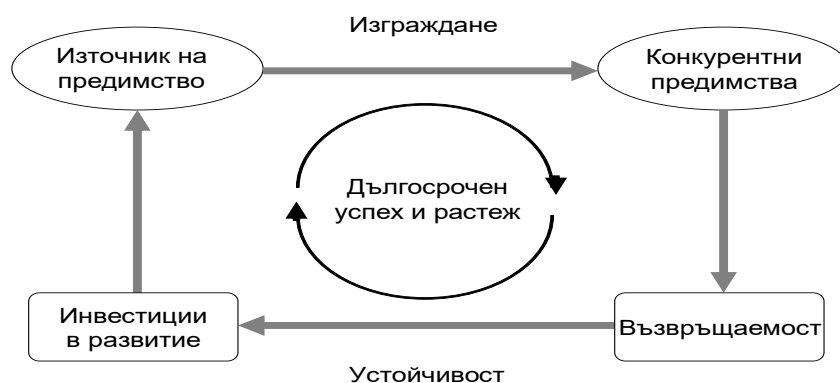 Изграждане
Източник на
предимство
Конкурентни
предимства
Дългосрочен
успех и растеж
Инвестиции
в развитие
Възвръщаемост
Устойчивост